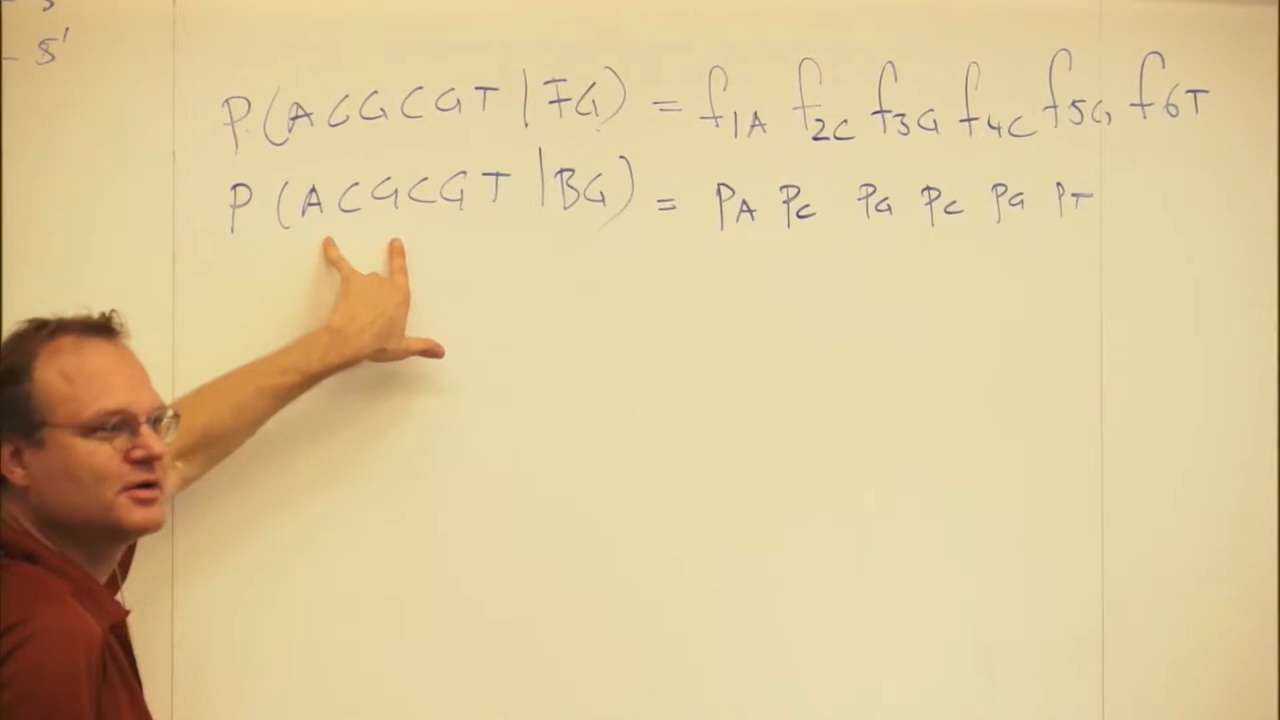 - 5'
P(ACGCGT | FG) = f1A f2C f3G f4C f5G f6T
P(ACGCGT | BG) = PA PC PG PC PG PT